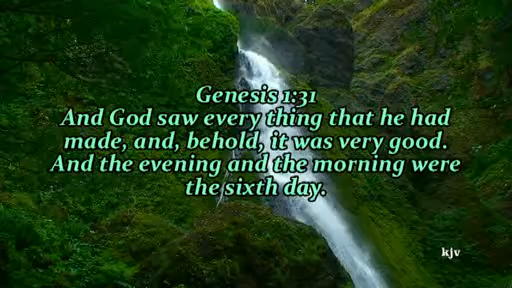 Genesis 1:31
And God saw every thing that he had
made, and, behold, it was very good.
And the evening and the morning were
the sixth day.
kjv